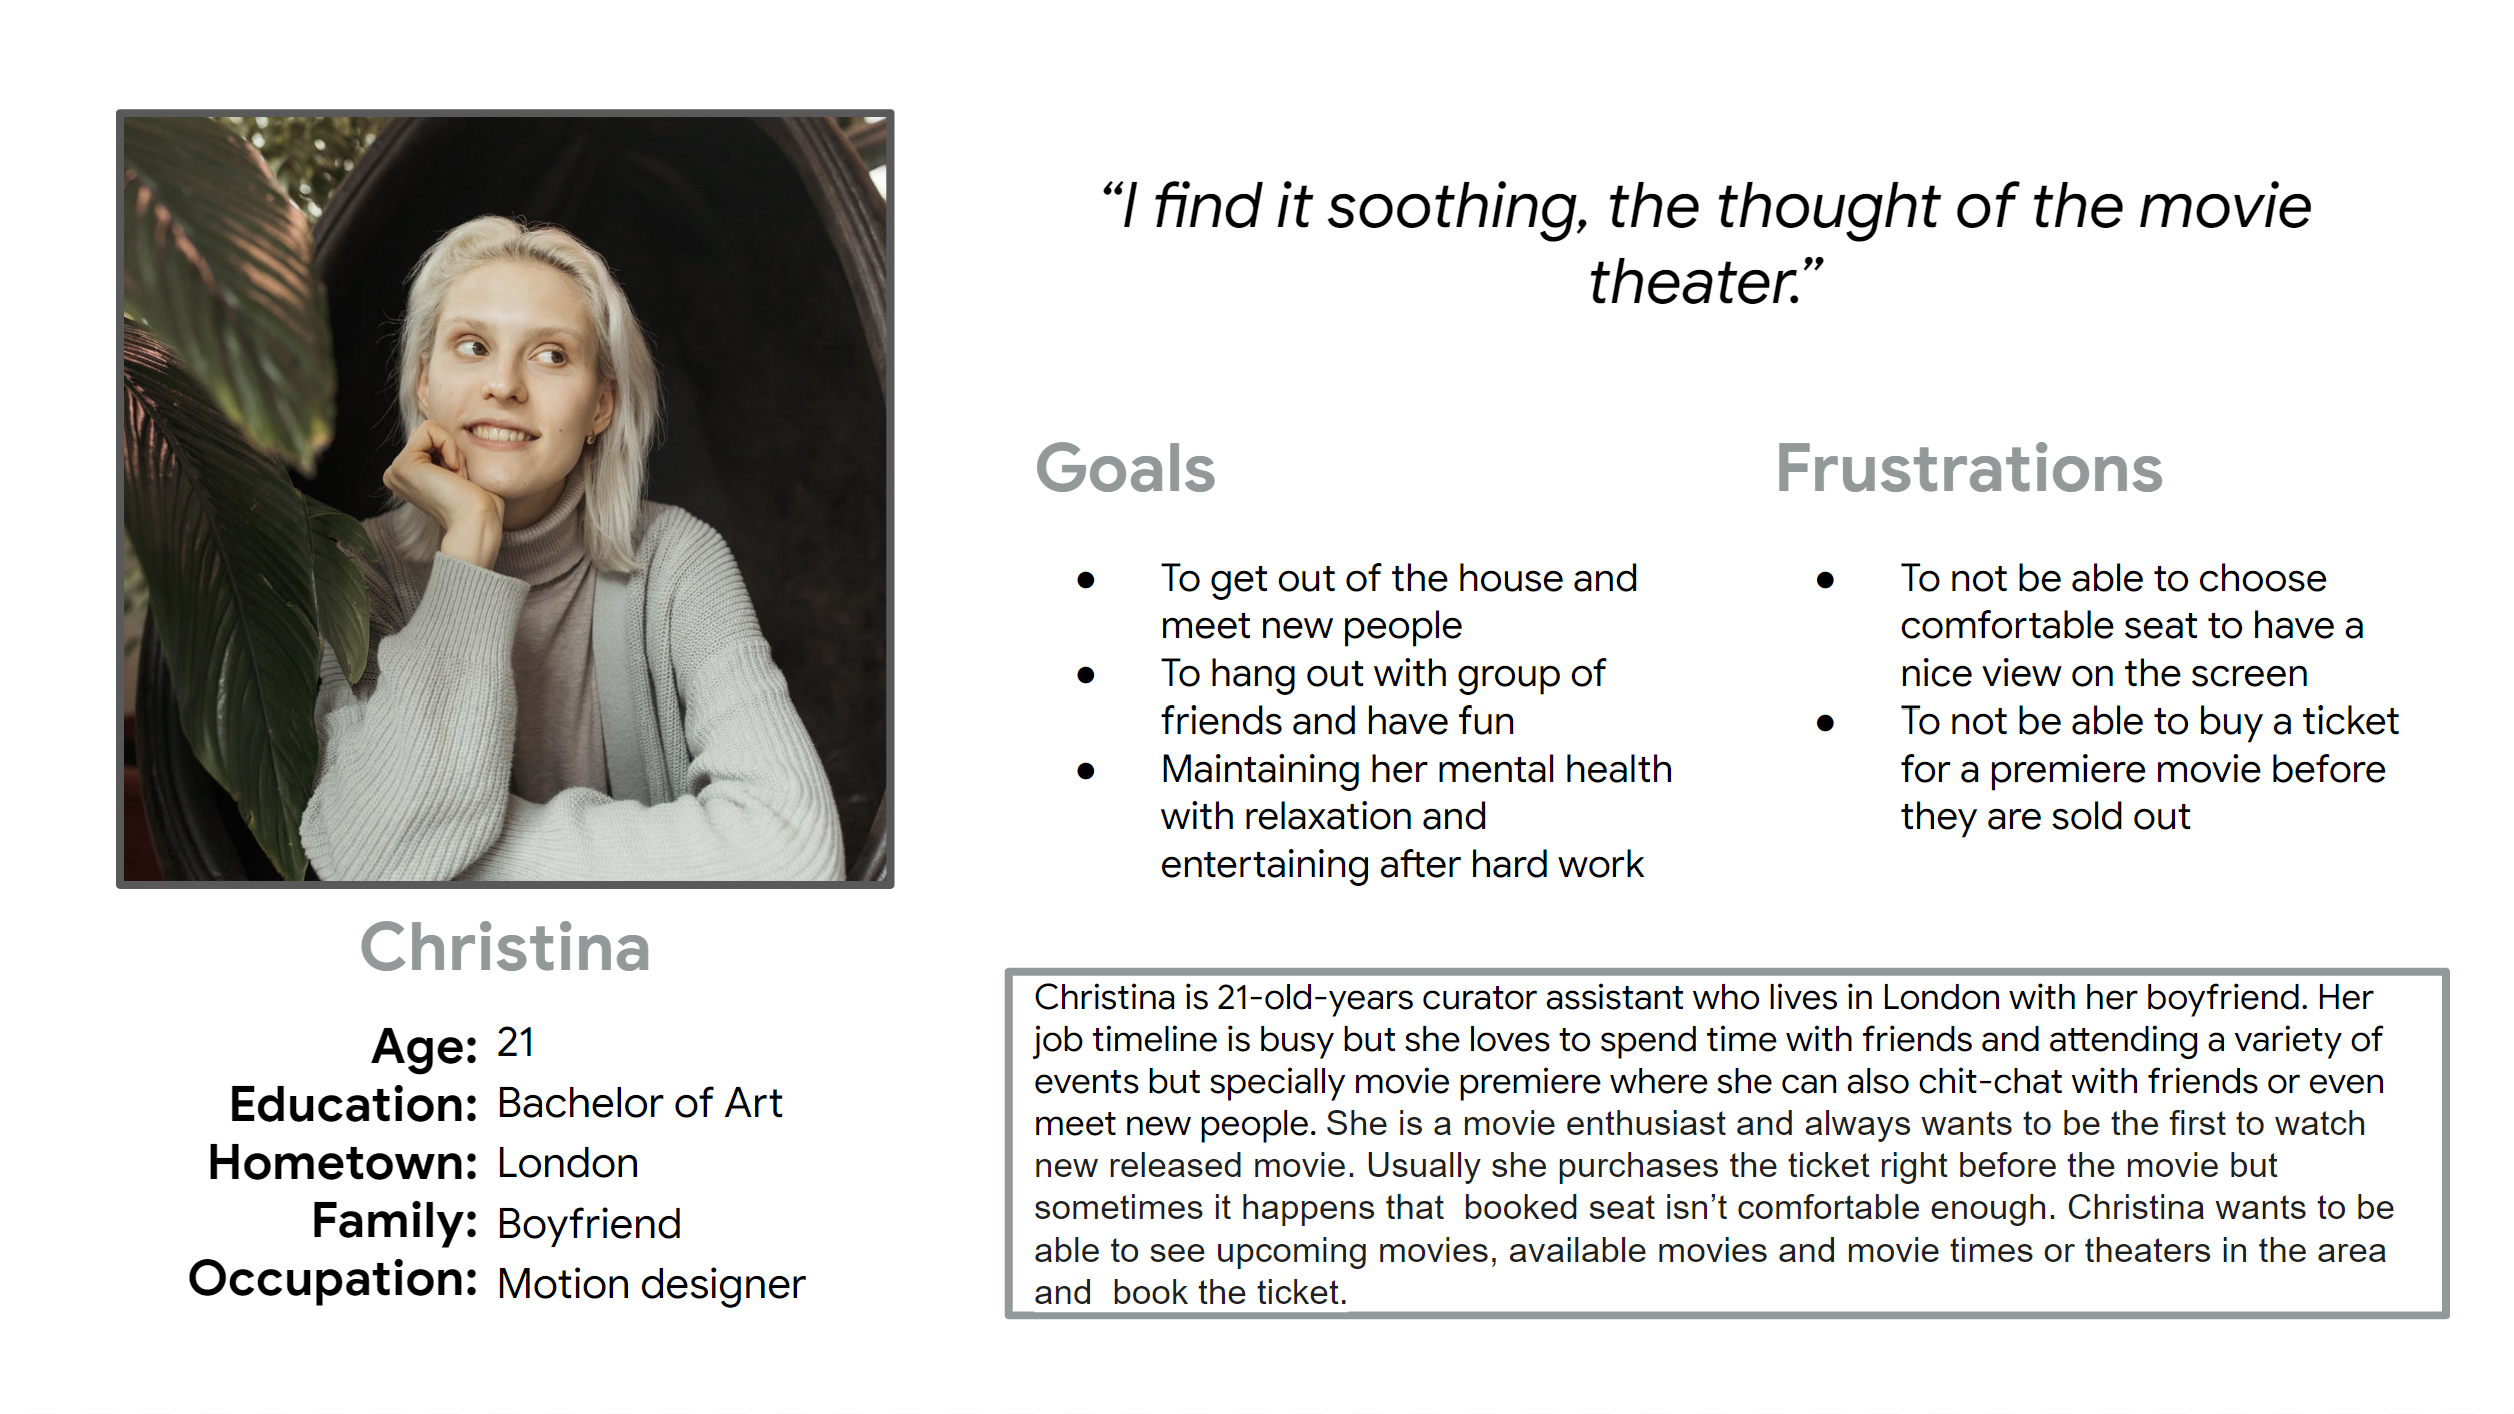 “I find it soothing, the thought of the movie
theater.”
Goals
● To get out of the house and
meet new people
● To hang out with group of
friends and have fun
● Maintaining her mental health
with relaxation and
entertaining after hard work
Frustrations
● To not be able to choose
comfortable seat to have a
nice view on the screen
● To not be able to buy a ticket
for a premiere movie before
they are sold out
Christina
Age: 21
Education: Bachelor of Art
Hometown: London
Family: Boyfriend
Occupation: Motion designer
Christina is 21-old-years curator assistant who lives in London with her boyfriend. Her
job timeline is busy but she loves to spend time with friends and attending a variety of
events but specially movie premiere where she can also chit-chat with friends or even
meet new people. She is a movie enthusiast and always wants to be the first to watch
new released movie. Usually she purchases the ticket right before the movie but
sometimes it happens that  booked seat isn’t comfortable enough. Christina wants to be
able to see upcoming movies, available movies and movie times or theaters in the area
and  book the ticket.